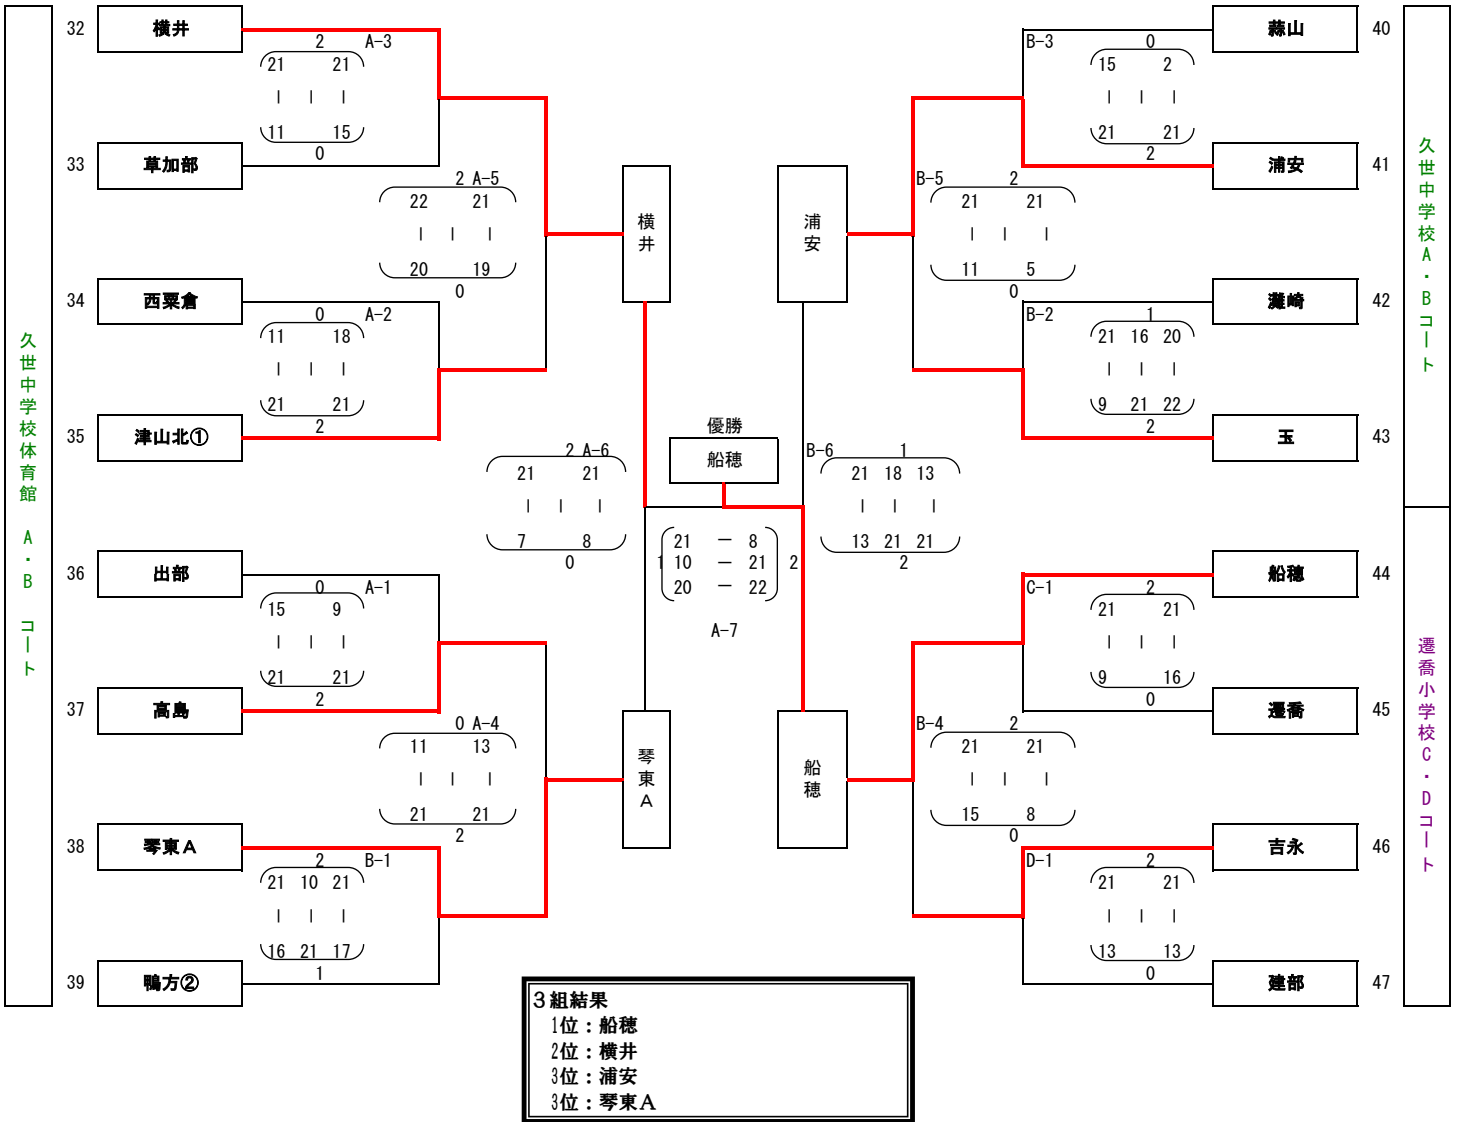 久世中学校体育館 A・B コート
32 横井
2 A-3
21 21
| | |
11 15
0
33 草加部
2 A-5
22 21
| | |
20 19
0
34 西粟倉
0 A-2
11 18
| | |
21 21
2
35 津山北①
横井
2 A-6
21 21
| | |
7 8
0
36 出部
0 A-1
15 9
| | |
21 21
2
37 高島
0 A-4
11 13
| | |
21 21
2
38 琴東A
2 B-1
21 10 21
| | |
16 21 17
1
39 鴨方②
琴東A
優勝
船穂
21 － 8
1 10 － 21 2
20 － 22
A-7
浦安
B-6 1
21 18 13
| | |
13 21 21
2
船穂
蒜山 40
B-3 0
15 2
| | |
21 21
2
浦安 41
B-5 2
21 21
| | |
11 5
0
灘崎 42
B-2 1
21 16 20
| | |
9 21 22
2
玉 43
船穂 44
C-1 2
21 21
| | |
9 16
0
遷喬 45
B-4 2
21 21
| | |
15 8
0
吉永 46
D-1 2
21 21
| | |
13 13
0
建部 47
久世中学校A・Bコート
遷喬小学校C・Dコート
３組結果
1位：船穂
2位：横井
3位：浦安
3位：琴東A